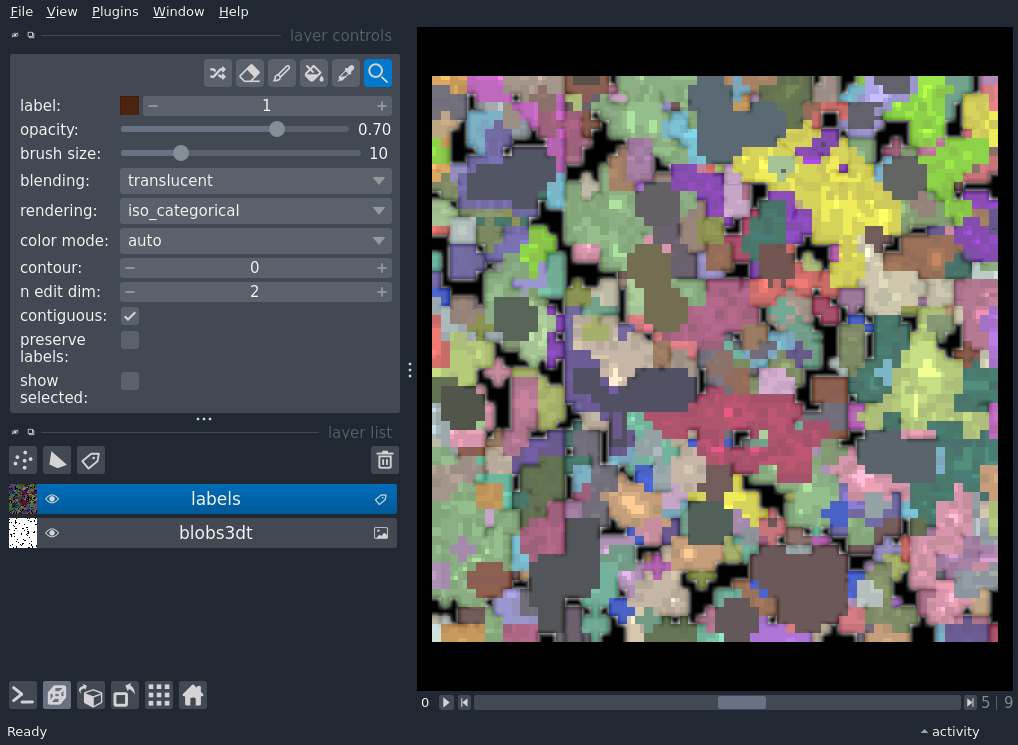 File View Plugins Window Help
layer controls
label: 1
opacity: 0.70
brush size: 10
blending: translucent
rendering: iso_categorical
color mode: auto
contour: 0
n edit dim: 2
contiguous:
preserve
labels:
show
selected:
layer list
labels
blobs3dt
0 5 | 9
Ready activity